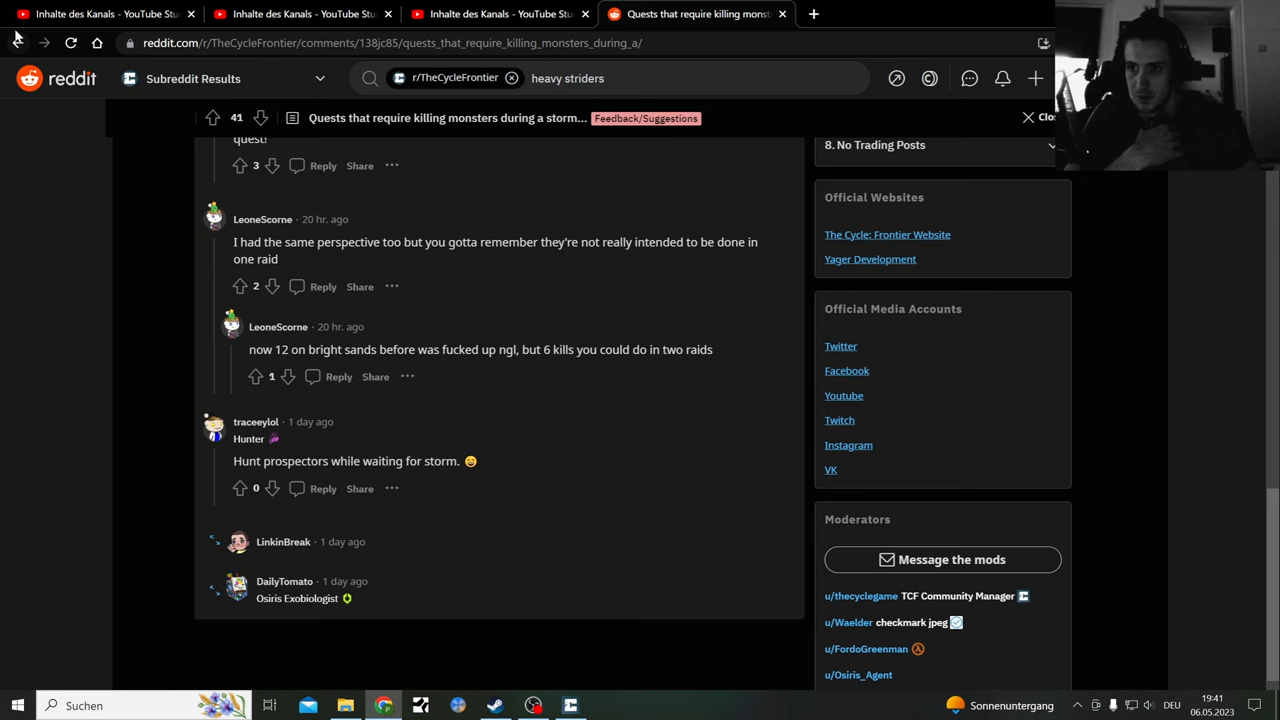 Inhalte des Kanals - YouTube Stu
Inhalte des Kanals - YouTube Stu
Inhalte des Kanals - YouTube Stu
Quests that require killing monst
reddit.com/r/TheCycleFrontier/comments/138jc85/quests_that_require_killing_monsters_during_a/
reddit
Subreddit Results
r/TheCycleFrontier
heavy striders
41
Quests that require killing monsters during a storm...
Feedback/Suggestions
Clo
quest!
3 Reply Share
8. No Trading Posts
Official Websites
The Cycle: Frontier Website
Yager Development
LeoneScorne · 20 hr. ago
I had the same perspective too but you gotta remember they're not really intended to be done in
one raid
2 Reply Share
LeoneScorne · 20 hr. ago
now 12 on bright sands before was fucked up ngl, but 6 kills you could do in two raids
1 Reply Share
Official Media Accounts
Twitter
Facebook
Youtube
Twitch
Instagram
VK
traceeylol · 1 day ago
Hunter
Hunt prospectors while waiting for storm.
0 Reply Share
LinkinBreak · 1 day ago
DailyTomato · 1 day ago
Osiris Exobiologist
Moderators
Message the mods
u/thecyclegame TCF Community Manager
u/Waelder checkmark jpeg
u/FordoGreenman
u/Osiris_Agent
Suchen
Sonnenuntergang
DEU
19:41
06.05.2023